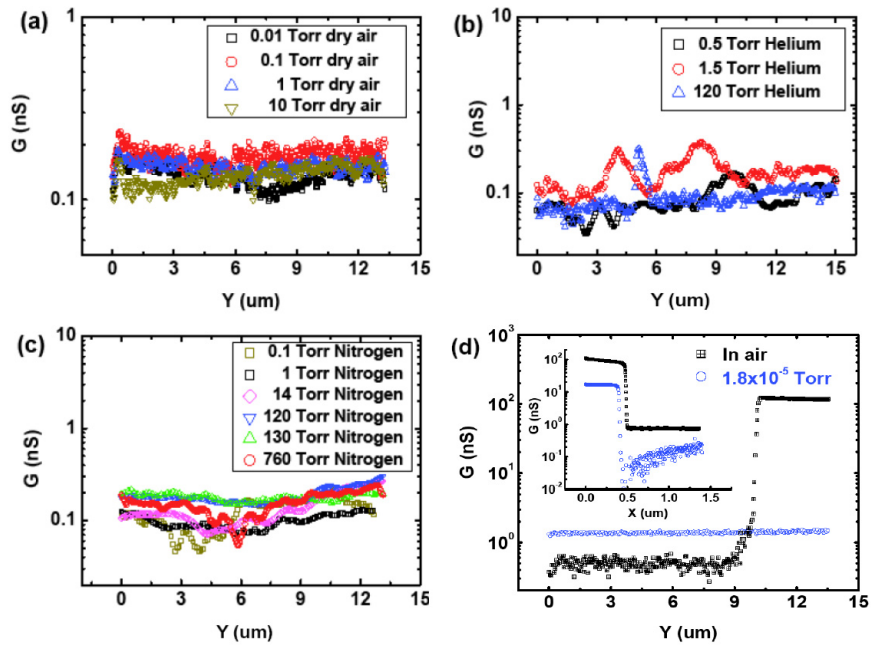 (a)
1
0.1
G (nS)
0.01 Torr dry air
0.1 Torr dry air
1 Torr dry air
10 Torr dry air
0 3 6 9 12 15
Y (um)
(b)
10
1
0.1
G (nS)
0.5 Torr Helium
1.5 Torr Helium
120 Torr Helium
0 3 6 9 12 15
Y (um)
(c)
10
1
0.1
G (nS)
0.1 Torr Nitrogen
1 Torr Nitrogen
14 Torr Nitrogen
120 Torr Nitrogen
130 Torr Nitrogen
760 Torr Nitrogen
0 3 6 9 12 15
Y (um)
(d)
10³
10²
10¹
10⁰
G (nS)
In air
1.8x10⁻⁵ Torr
10²
10¹
10⁰
10⁻¹
10⁻²
G (nS)
0.0 0.5 1.0 1.5
X (um)
0 3 6 9 12 15
Y (um)